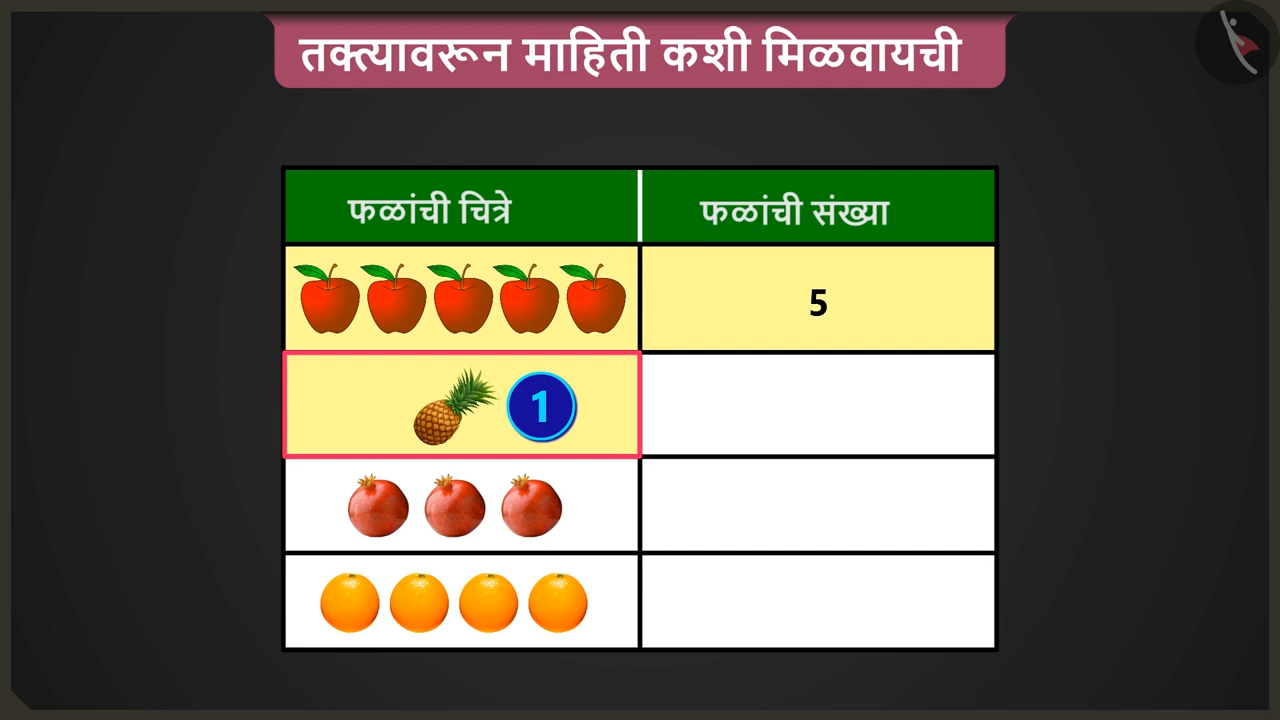 तक्त्यावरून माहिती कशी मिळवायची
फळांची चित्रे
फळांची संख्या
5
1